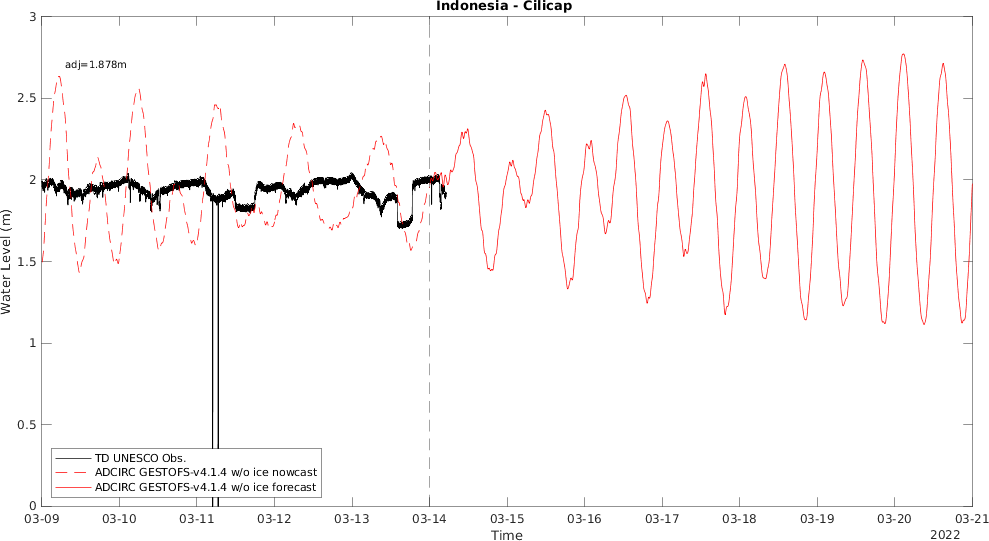 Indonesia - Cilicap
adj=1.878m
3
2.5
2
1.5
1
0.5
0
Water Level (m)
TD UNESCO Obs.
ADCIRC GESTOFS-v4.1.4 w/o ice nowcast
ADCIRC GESTOFS-v4.1.4 w/o ice forecast
03-09 03-10 03-11 03-12 03-13 03-14 03-15 03-16 03-17 03-18 03-19 03-20 03-21
Time
2022